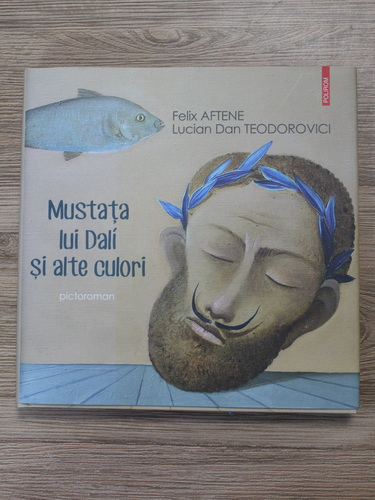 POLIROM
Felix AFTENE
Lucian Dan TEODOROVICI
Mustața
lui Dalí
și alte culori
pictoroman